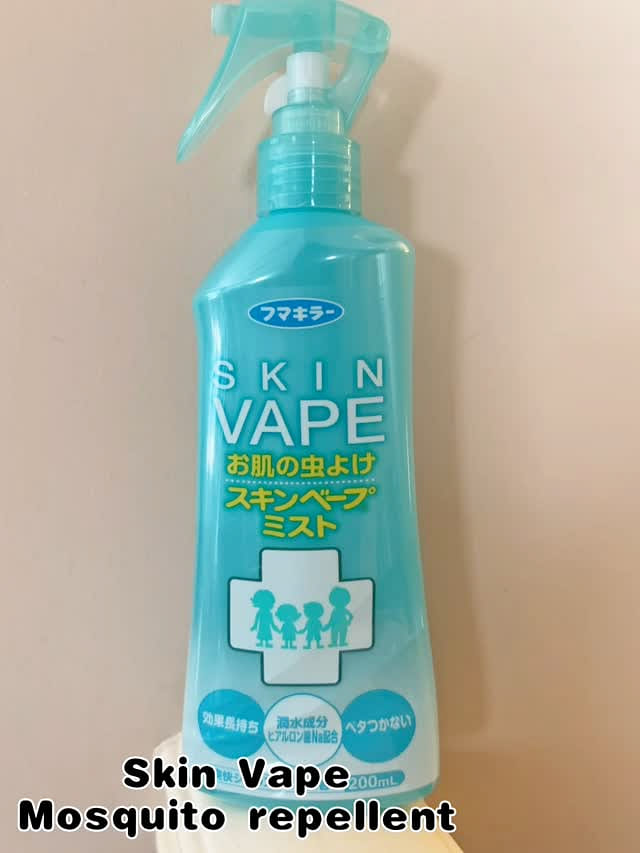 フマキラー
SKIN
VAPE
お肌の虫よけ
スキンベープ
ミスト
効果長持ち
潤水成分
ヒアルロン酸Na配合
ベタつかない
200mL
Skin Vape
Mosquito repellent